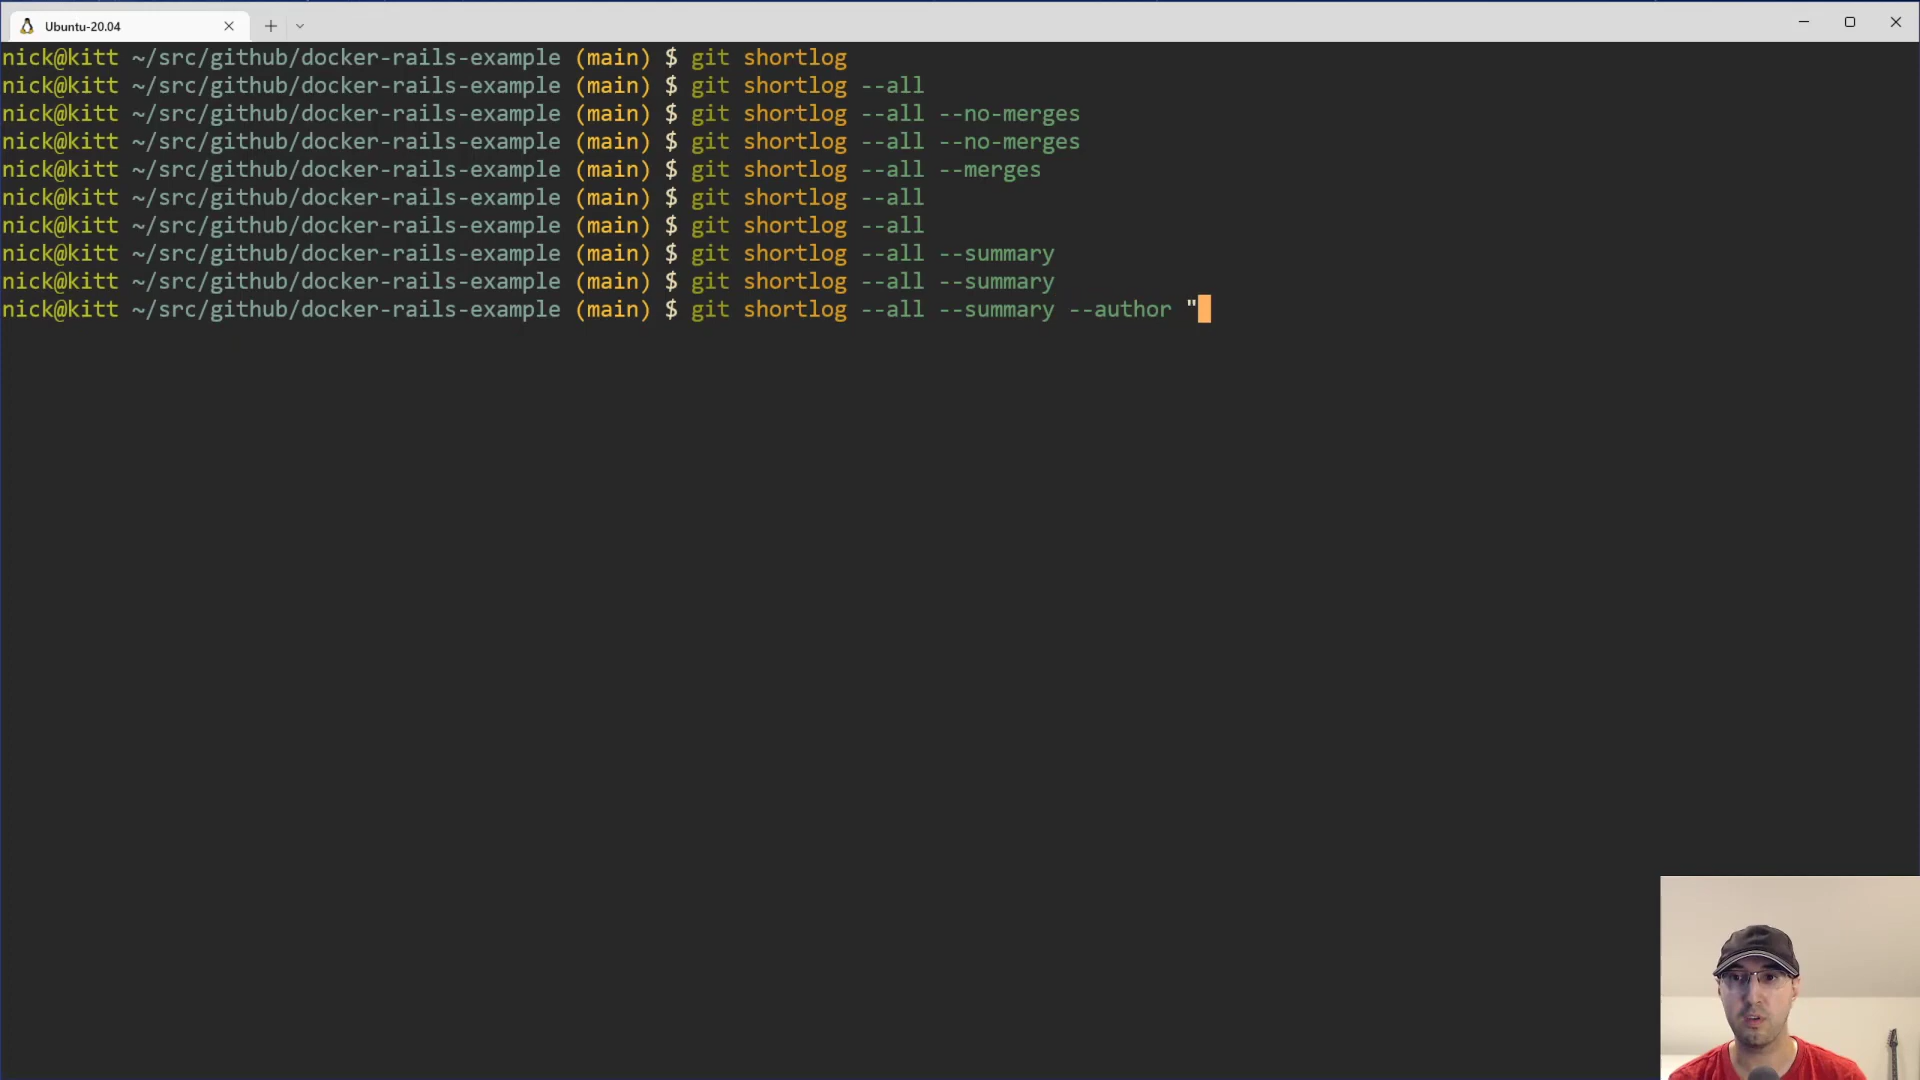 Ubuntu-20.04
nick@kitt ~/src/github/docker-rails-example (main) $ git shortlog
nick@kitt ~/src/github/docker-rails-example (main) $ git shortlog --all
nick@kitt ~/src/github/docker-rails-example (main) $ git shortlog --all --no-merges
nick@kitt ~/src/github/docker-rails-example (main) $ git shortlog --all --no-merges
nick@kitt ~/src/github/docker-rails-example (main) $ git shortlog --all --merges
nick@kitt ~/src/github/docker-rails-example (main) $ git shortlog --all
nick@kitt ~/src/github/docker-rails-example (main) $ git shortlog --all
nick@kitt ~/src/github/docker-rails-example (main) $ git shortlog --all --summary
nick@kitt ~/src/github/docker-rails-example (main) $ git shortlog --all --summary
nick@kitt ~/src/github/docker-rails-example (main) $ git shortlog --all --summary --author "